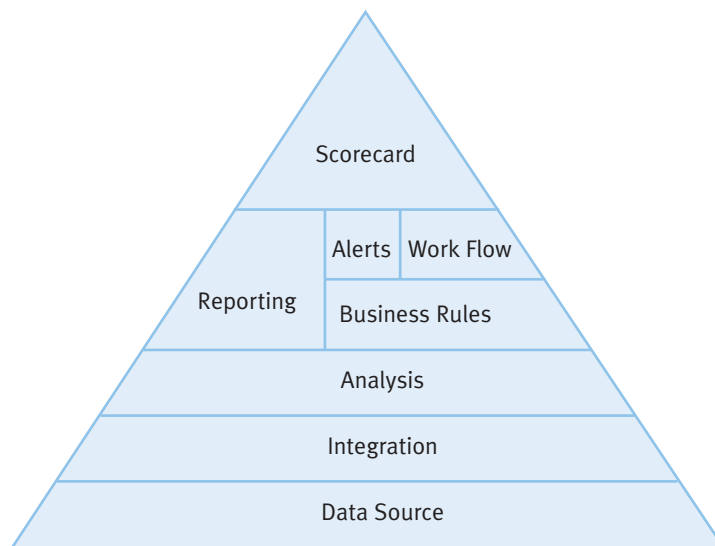 Scorecard
Alerts
Work Flow
Reporting
Business Rules
Analysis
Integration
Data Source